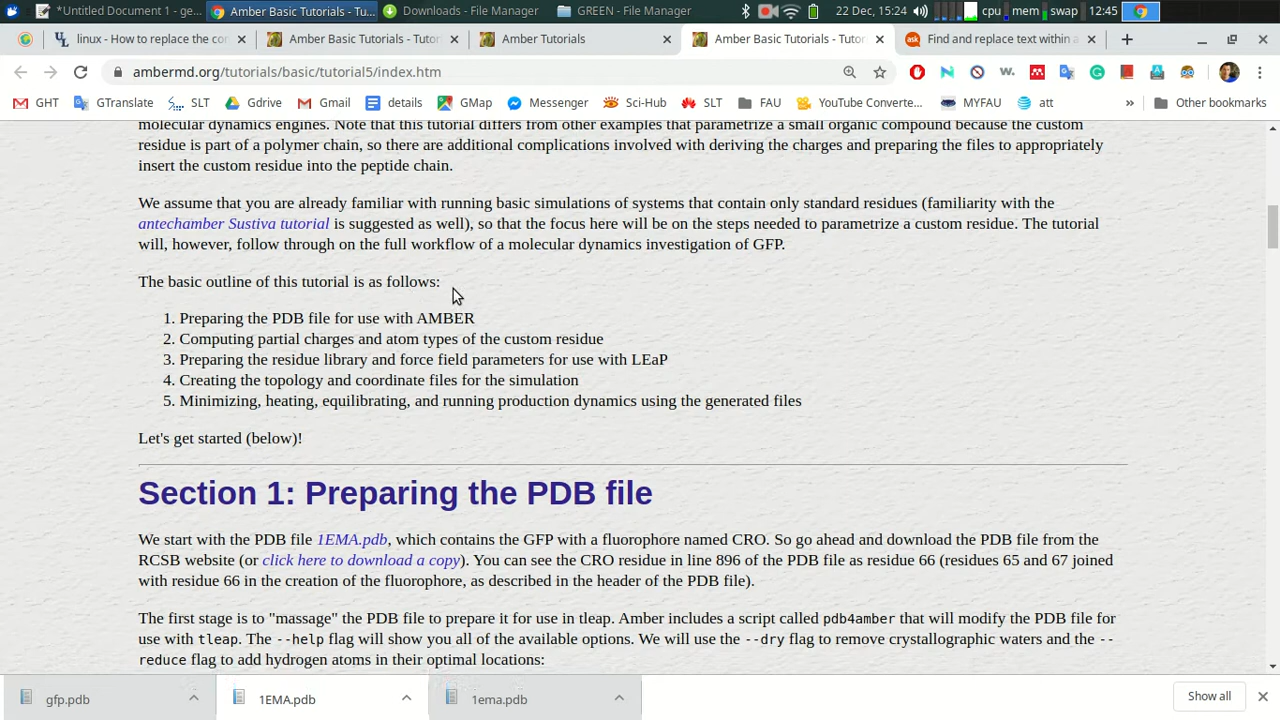 *Untitled Document 1 - ge...
Amber Basic Tutorials - Tu...
Downloads - File Manager
GREEN - File Manager
22 Dec, 15:24
cpu
mem
swap
12:45
linux - How to replace the con
Amber Basic Tutorials - Tutor
Amber Tutorials
Amber Basic Tutorials - Tutor
Find and replace text within a
ambermd.org/tutorials/basic/tutorial5/index.htm
GHT
GTranslate
SLT
Gdrive
Gmail
details
GMap
Messenger
Sci-Hub
SLT
FAU
YouTube Converte...
MYFAU
att
»
Other bookmarks
molecular dynamics engines. Note that this tutorial differs from other examples that parametrize a small organic compound because the custom
residue is part of a polymer chain, so there are additional complications involved with deriving the charges and preparing the files to appropriately
insert the custom residue into the peptide chain.
We assume that you are already familiar with running basic simulations of systems that contain only standard residues (familiarity with the
antechamber Sustiva tutorial is suggested as well), so that the focus here will be on the steps needed to parametrize a custom residue. The tutorial
will, however, follow through on the full workflow of a molecular dynamics investigation of GFP.
The basic outline of this tutorial is as follows:
1. Preparing the PDB file for use with AMBER
2. Computing partial charges and atom types of the custom residue
3. Preparing the residue library and force field parameters for use with LEaP
4. Creating the topology and coordinate files for the simulation
5. Minimizing, heating, equilibrating, and running production dynamics using the generated files
Let's get started (below)!
Section 1: Preparing the PDB file
We start with the PDB file 1EMA.pdb, which contains the GFP with a fluorophore named CRO. So go ahead and download the PDB file from the
RCSB website (or click here to download a copy). You can see the CRO residue in line 896 of the PDB file as residue 66 (residues 65 and 67 joined
with residue 66 in the creation of the fluorophore, as described in the header of the PDB file).
The first stage is to "massage" the PDB file to prepare it for use in tleap. Amber includes a script called pdb4amber that will modify the PDB file for
use with tleap. The --help flag will show you all of the available options. We will use the --dry flag to remove crystallographic waters and the --
reduce flag to add hydrogen atoms in their optimal locations:
gfp.pdb
1EMA.pdb
1ema.pdb
Show all